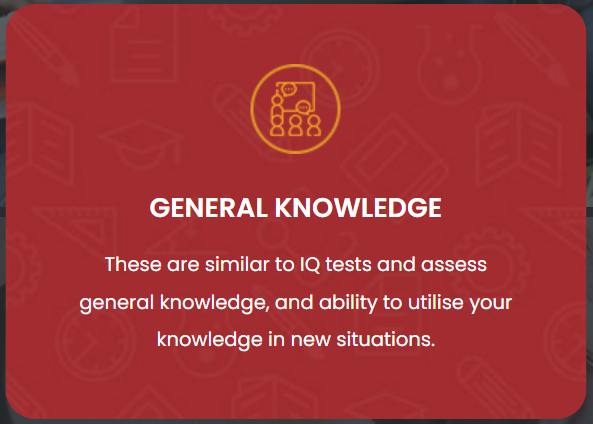 GENERAL KNOWLEDGE
These are similar to IQ tests and assess
general knowledge, and ability to utilise your
knowledge in new situations.